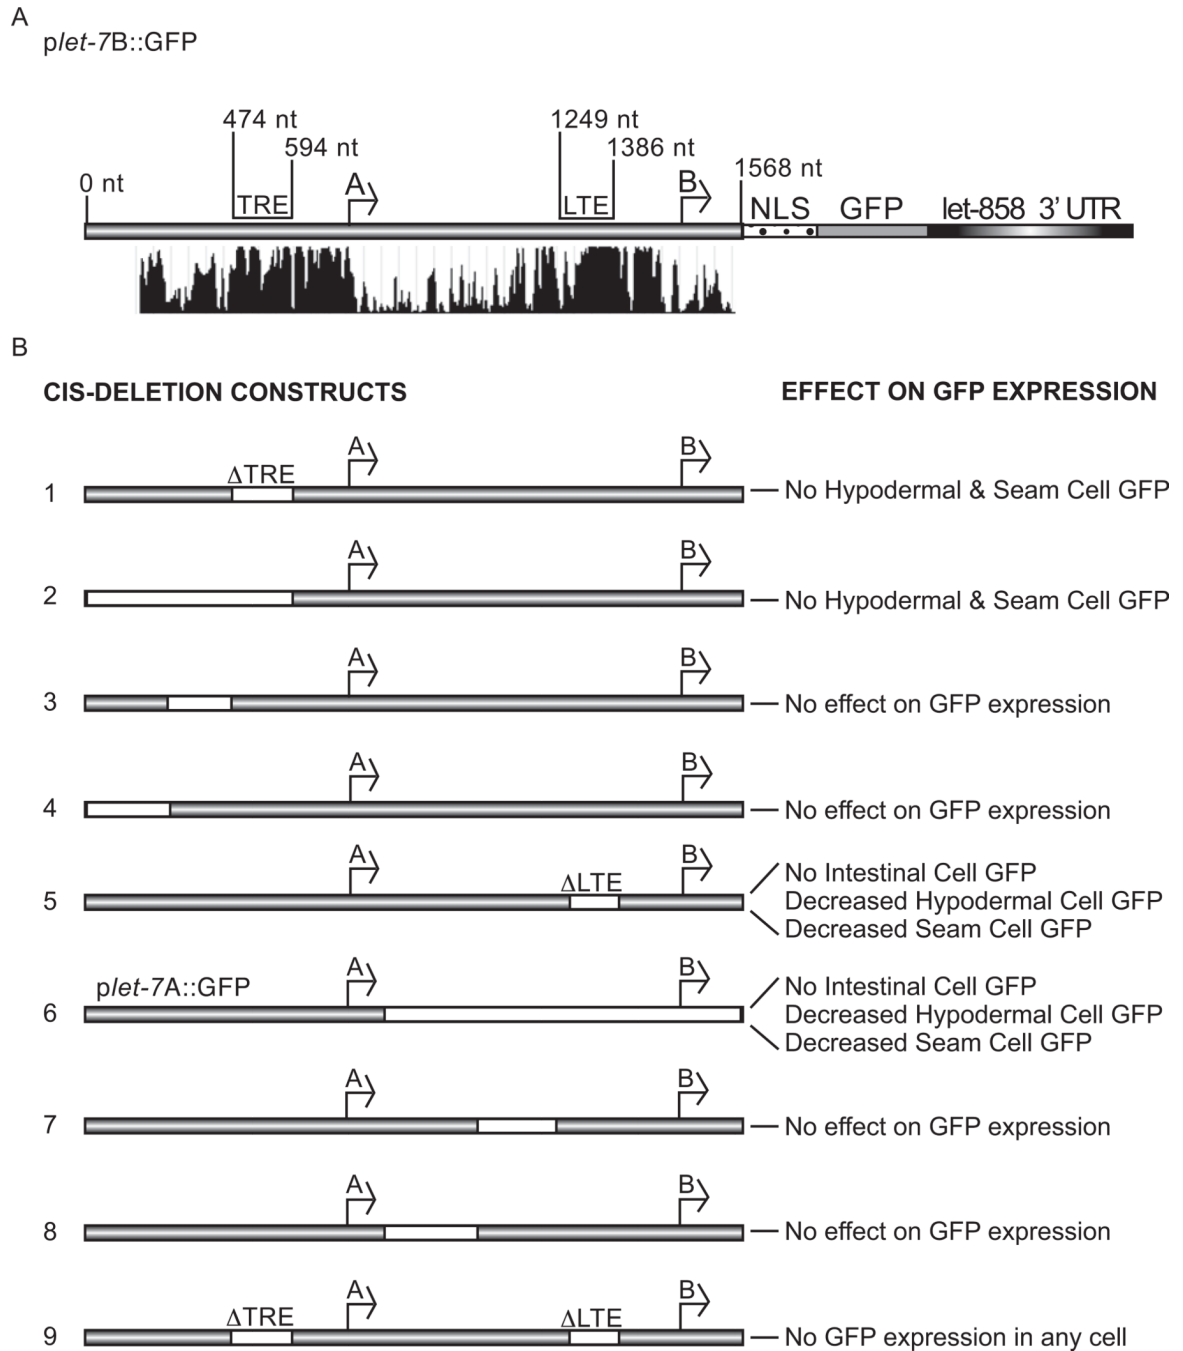 A
plet-7B::GFP
474 nt
1249 nt
594 nt
1386 nt
0 nt
1568 nt
TRE
A
LTE
B
NLS
GFP
let-858 3' UTR
B
CIS-DELETION CONSTRUCTS
EFFECT ON GFP EXPRESSION
1
ΔTRE
A
B
No Hypodermal & Seam Cell GFP
2
A
B
No Hypodermal & Seam Cell GFP
3
A
B
No effect on GFP expression
4
A
B
No effect on GFP expression
5
A
ΔLTE
B
No Intestinal Cell GFP
Decreased Hypodermal Cell GFP
Decreased Seam Cell GFP
6
plet-7A::GFP
A
B
No Intestinal Cell GFP
Decreased Hypodermal Cell GFP
Decreased Seam Cell GFP
7
A
B
No effect on GFP expression
8
A
B
No effect on GFP expression
9
ΔTRE
A
ΔLTE
B
No GFP expression in any cell